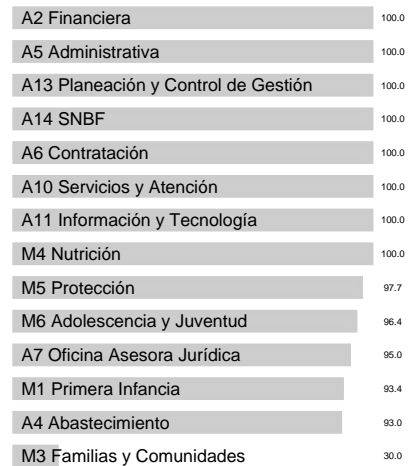 A2 Financiera 100.0
A5 Administrativa 100.0
A13 Planeación y Control de Gestión 100.0
A14 SNBF 100.0
A6 Contratación 100.0
A10 Servicios y Atención 100.0
A11 Información y Tecnología 100.0
M4 Nutrición 100.0
M5 Protección 97.7
M6 Adolescencia y Juventud 96.4
A7 Oficina Asesora Jurídica 95.0
M1 Primera Infancia 93.4
A4 Abastecimiento 93.0
M3 Familias y Comunidades 30.0